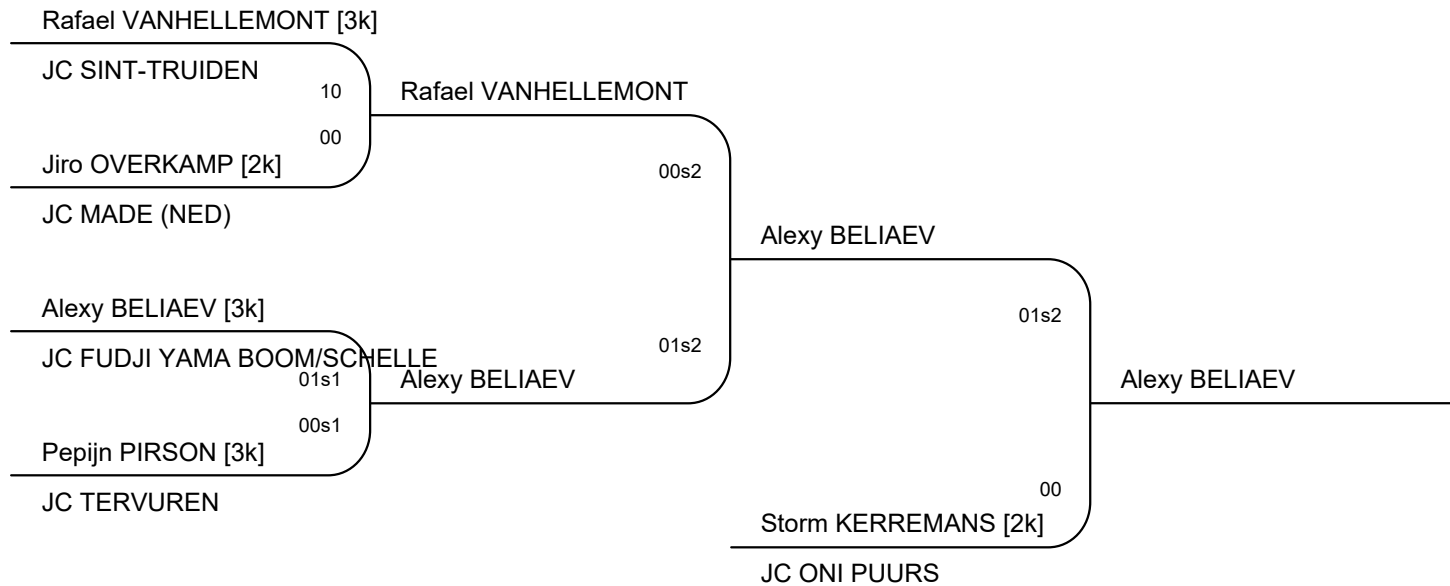 Rafael VANHELLEMONT [3k]
JC SINT-TRUIDEN
10
Rafael VANHELLEMONT
00
Jiro OVERKAMP [2k]
00s2
JC MADE (NED)
Alexy BELIAEV
Alexy BELIAEV [3k]
01s2
JC FUDJI YAMA BOOM/SCHELLE
01s2
01s1
Alexy BELIAEV
Alexy BELIAEV
00s1
Pepijn PIRSON [3k]
00
JC TERVUREN
Storm KERREMANS [2k]
JC ONI PUURS